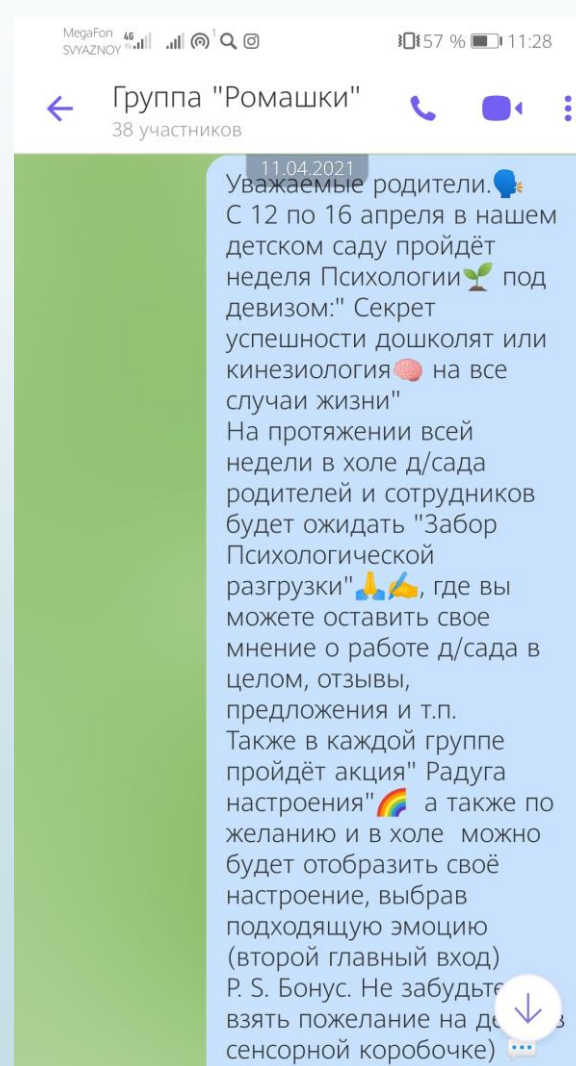 MegaFon 4G
SVYAZNOY
57 % 11:28
Группа "Ромашки"
38 участников
11.04.2021
Уважаемые родители.🗣
С 12 по 16 апреля в нашем
детском саду пройдёт
неделя Психологии🌱 под
девизом:" Секрет
успешности дошколят или
кинезиология🧠 на все
случаи жизни"
На протяжении всей
недели в холе д/сада
родителей и сотрудников
будет ожидать "Забор
Психологической
разгрузки"🙏✍, где вы
можете оставить свое
мнение о работе д/сада в
целом, отзывы,
предложения и т.п.
Также в каждой группе
пройдёт акция" Радуга
настроения"🌈 а также по
желанию и в холе можно
будет отобразить своё
настроение, выбрав
подходящую эмоцию
(второй главный вход)
P. S. Бонус. Не забудьте
взять пожелание на
сенсорной коробочке) 💬